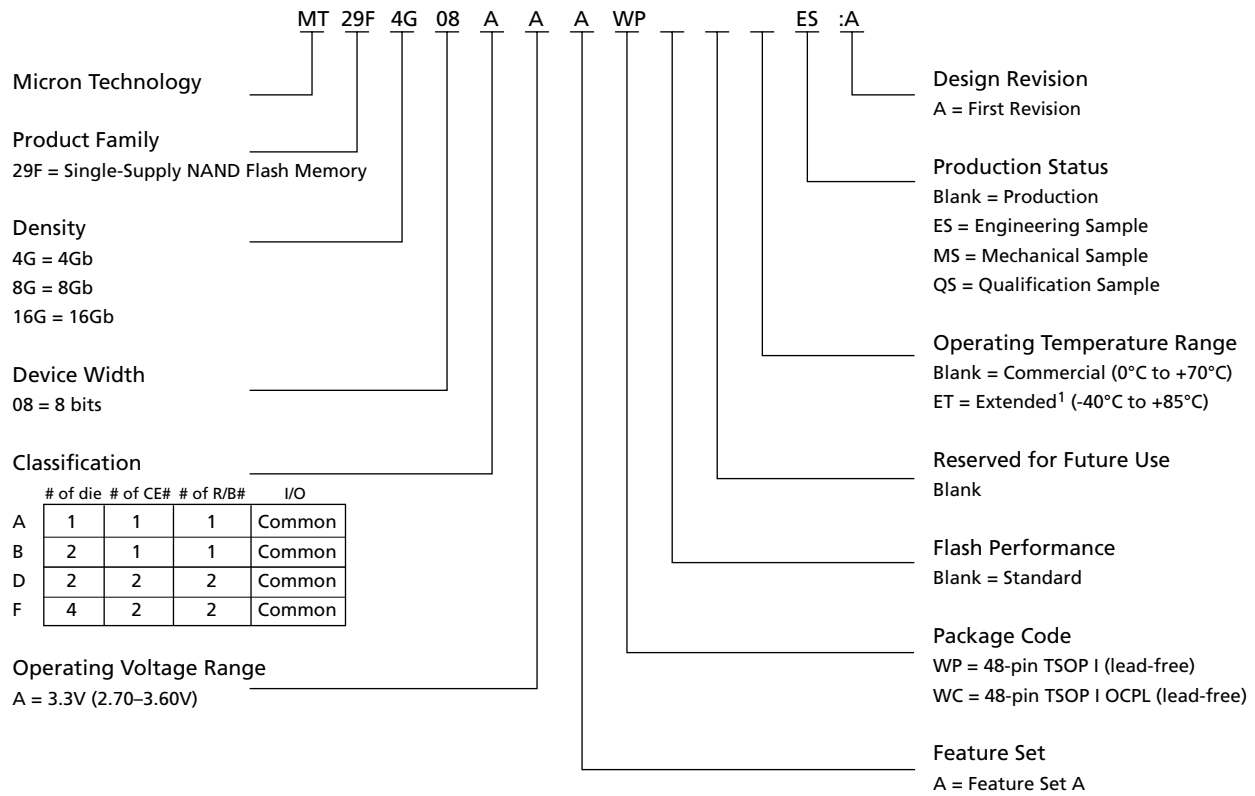 MT 29F 4G 08 A A A WP ES :A
Micron Technology
Product Family
29F = Single-Supply NAND Flash Memory
Density
4G = 4Gb
8G = 8Gb
16G = 16Gb
Device Width
08 = 8 bits
Classification
# of die # of CE# # of R/B# I/O
A 1 1 1 Common
B 2 1 1 Common
D 2 2 2 Common
F 4 2 2 Common
Operating Voltage Range
A = 3.3V (2.70–3.60V)
Design Revision
A = First Revision
Production Status
Blank = Production
ES = Engineering Sample
MS = Mechanical Sample
QS = Qualification Sample
Operating Temperature Range
Blank = Commercial (0°C to +70°C)
ET = Extended¹ (-40°C to +85°C)
Reserved for Future Use
Blank
Flash Performance
Blank = Standard
Package Code
WP = 48-pin TSOP I (lead-free)
WC = 48-pin TSOP I OCPL (lead-free)
Feature Set
A = Feature Set A